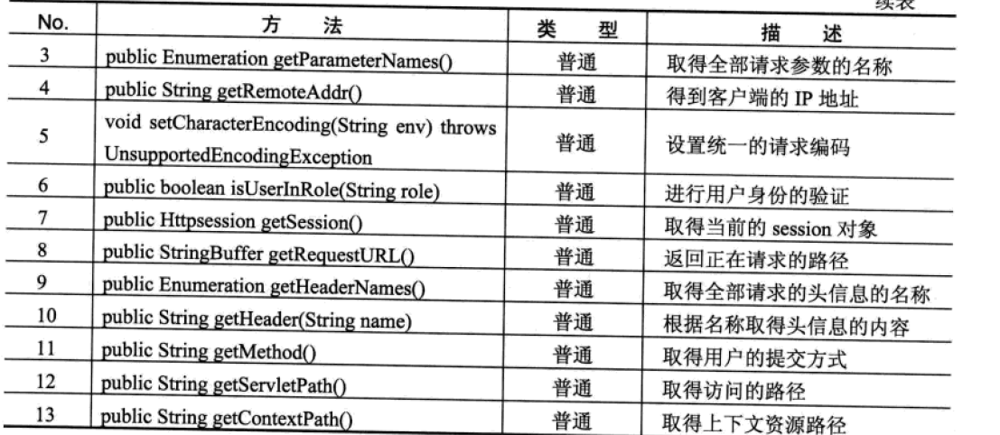 续表
No. 方 法 类 型 描 述
3 public Enumeration getParameterNames() 普通 取得全部请求参数的名称
4 public String getRemoteAddr() 普通 得到客户端的 IP 地址
5 void setCharacterEncoding(String env) throws
UnsupportedEncodingException 普通 设置统一的请求编码
6 public boolean isUserInRole(String role) 普通 进行用户身份的验证
7 public Httpsession getSession() 普通 取得当前的 session 对象
8 public StringBuffer getRequestURL() 普通 返回正在请求的路径
9 public Enumeration getHeaderNames() 普通 取得全部请求的头信息的名称
10 public String getHeader(String name) 普通 根据名称取得头信息的内容
11 public String getMethod() 普通 取得用户的提交方式
12 public String getServletPath() 普通 取得访问的路径
13 public String getContextPath() 普通 取得上下文资源路径